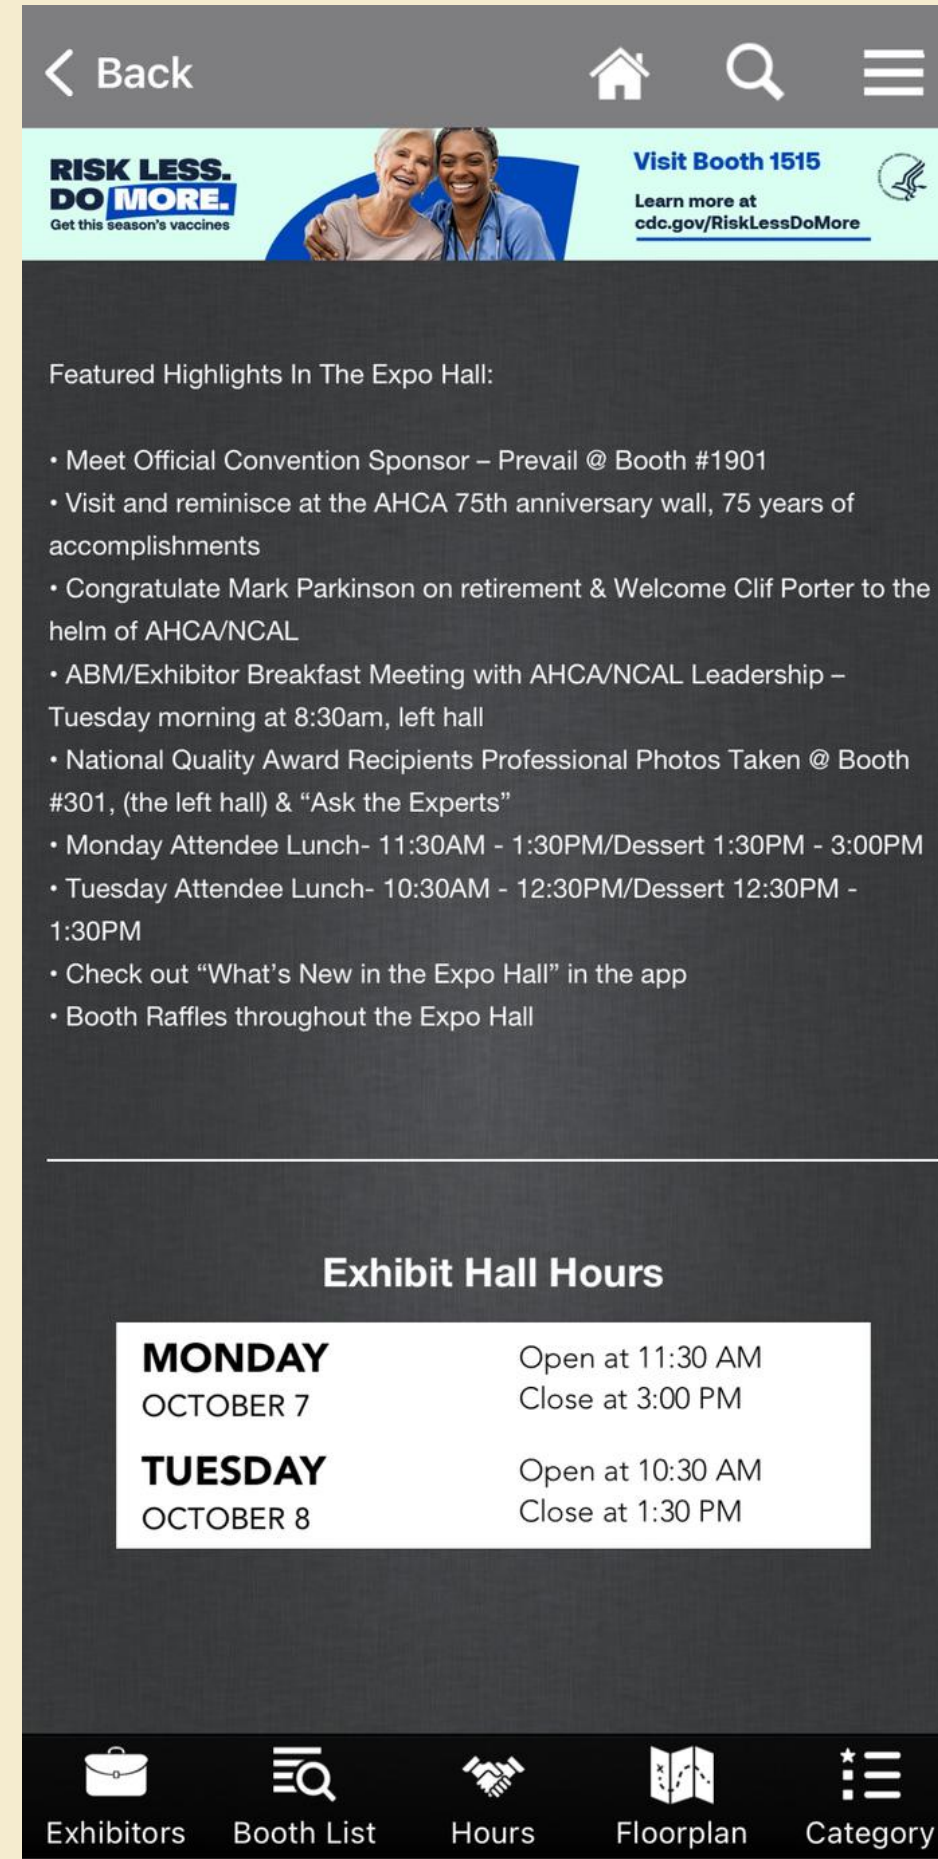 Back
RISK LESS.
DO MORE.
Get this season's vaccines
Visit Booth 1515
Learn more at
cdc.gov/RiskLessDoMore
Featured Highlights In The Expo Hall:
• Meet Official Convention Sponsor – Prevail @ Booth #1901
• Visit and reminisce at the AHCA 75th anniversary wall, 75 years of
accomplishments
• Congratulate Mark Parkinson on retirement & Welcome Clif Porter to the
helm of AHCA/NCAL
• ABM/Exhibitor Breakfast Meeting with AHCA/NCAL Leadership –
Tuesday morning at 8:30am, left hall
• National Quality Award Recipients Professional Photos Taken @ Booth
#301, (the left hall) & “Ask the Experts”
• Monday Attendee Lunch- 11:30AM - 1:30PM/Dessert 1:30PM - 3:00PM
• Tuesday Attendee Lunch- 10:30AM - 12:30PM/Dessert 12:30PM -
1:30PM
• Check out “What’s New in the Expo Hall” in the app
• Booth Raffles throughout the Expo Hall
Exhibit Hall Hours
MONDAY
OCTOBER 7
Open at 11:30 AM
Close at 3:00 PM
TUESDAY
OCTOBER 8
Open at 10:30 AM
Close at 1:30 PM
Exhibitors
Booth List
Hours
Floorplan
Category